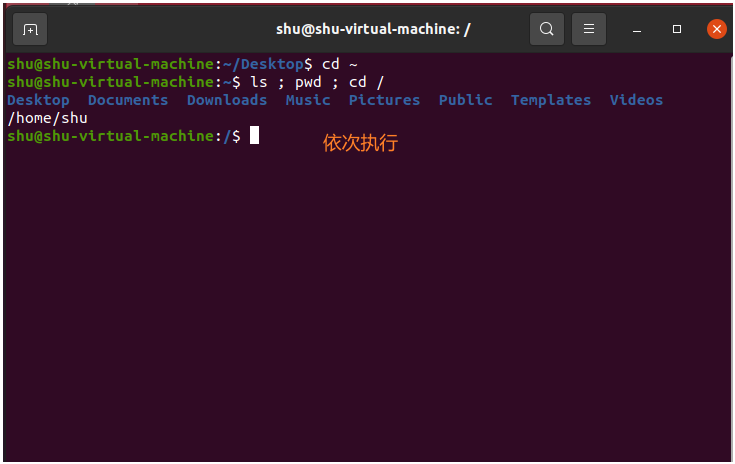 shu@shu-virtual-machine: /
shu@shu-virtual-machine:~/Desktop$ cd ~
shu@shu-virtual-machine:~$ ls ; pwd ; cd /
Desktop  Documents  Downloads  Music  Pictures  Public  Templates  Videos
/home/shu
shu@shu-virtual-machine:/$
依次执行